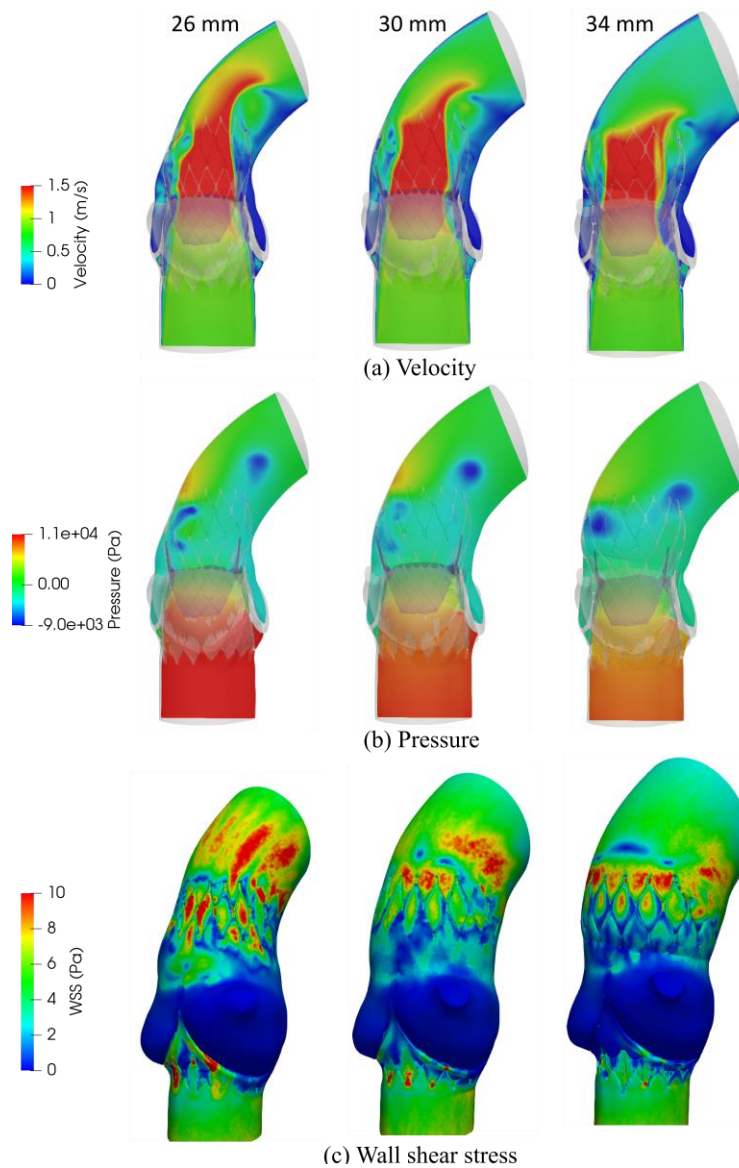 26 mm
30 mm
34 mm
1.5
1
0.5
0
Velocity (m/s)
(a) Velocity
1.1e+04
0.00
-9.0e+03
Pressure (Pa)
(b) Pressure
10
8
6
4
2
0
WSS (Pa)
(c) Wall shear stress